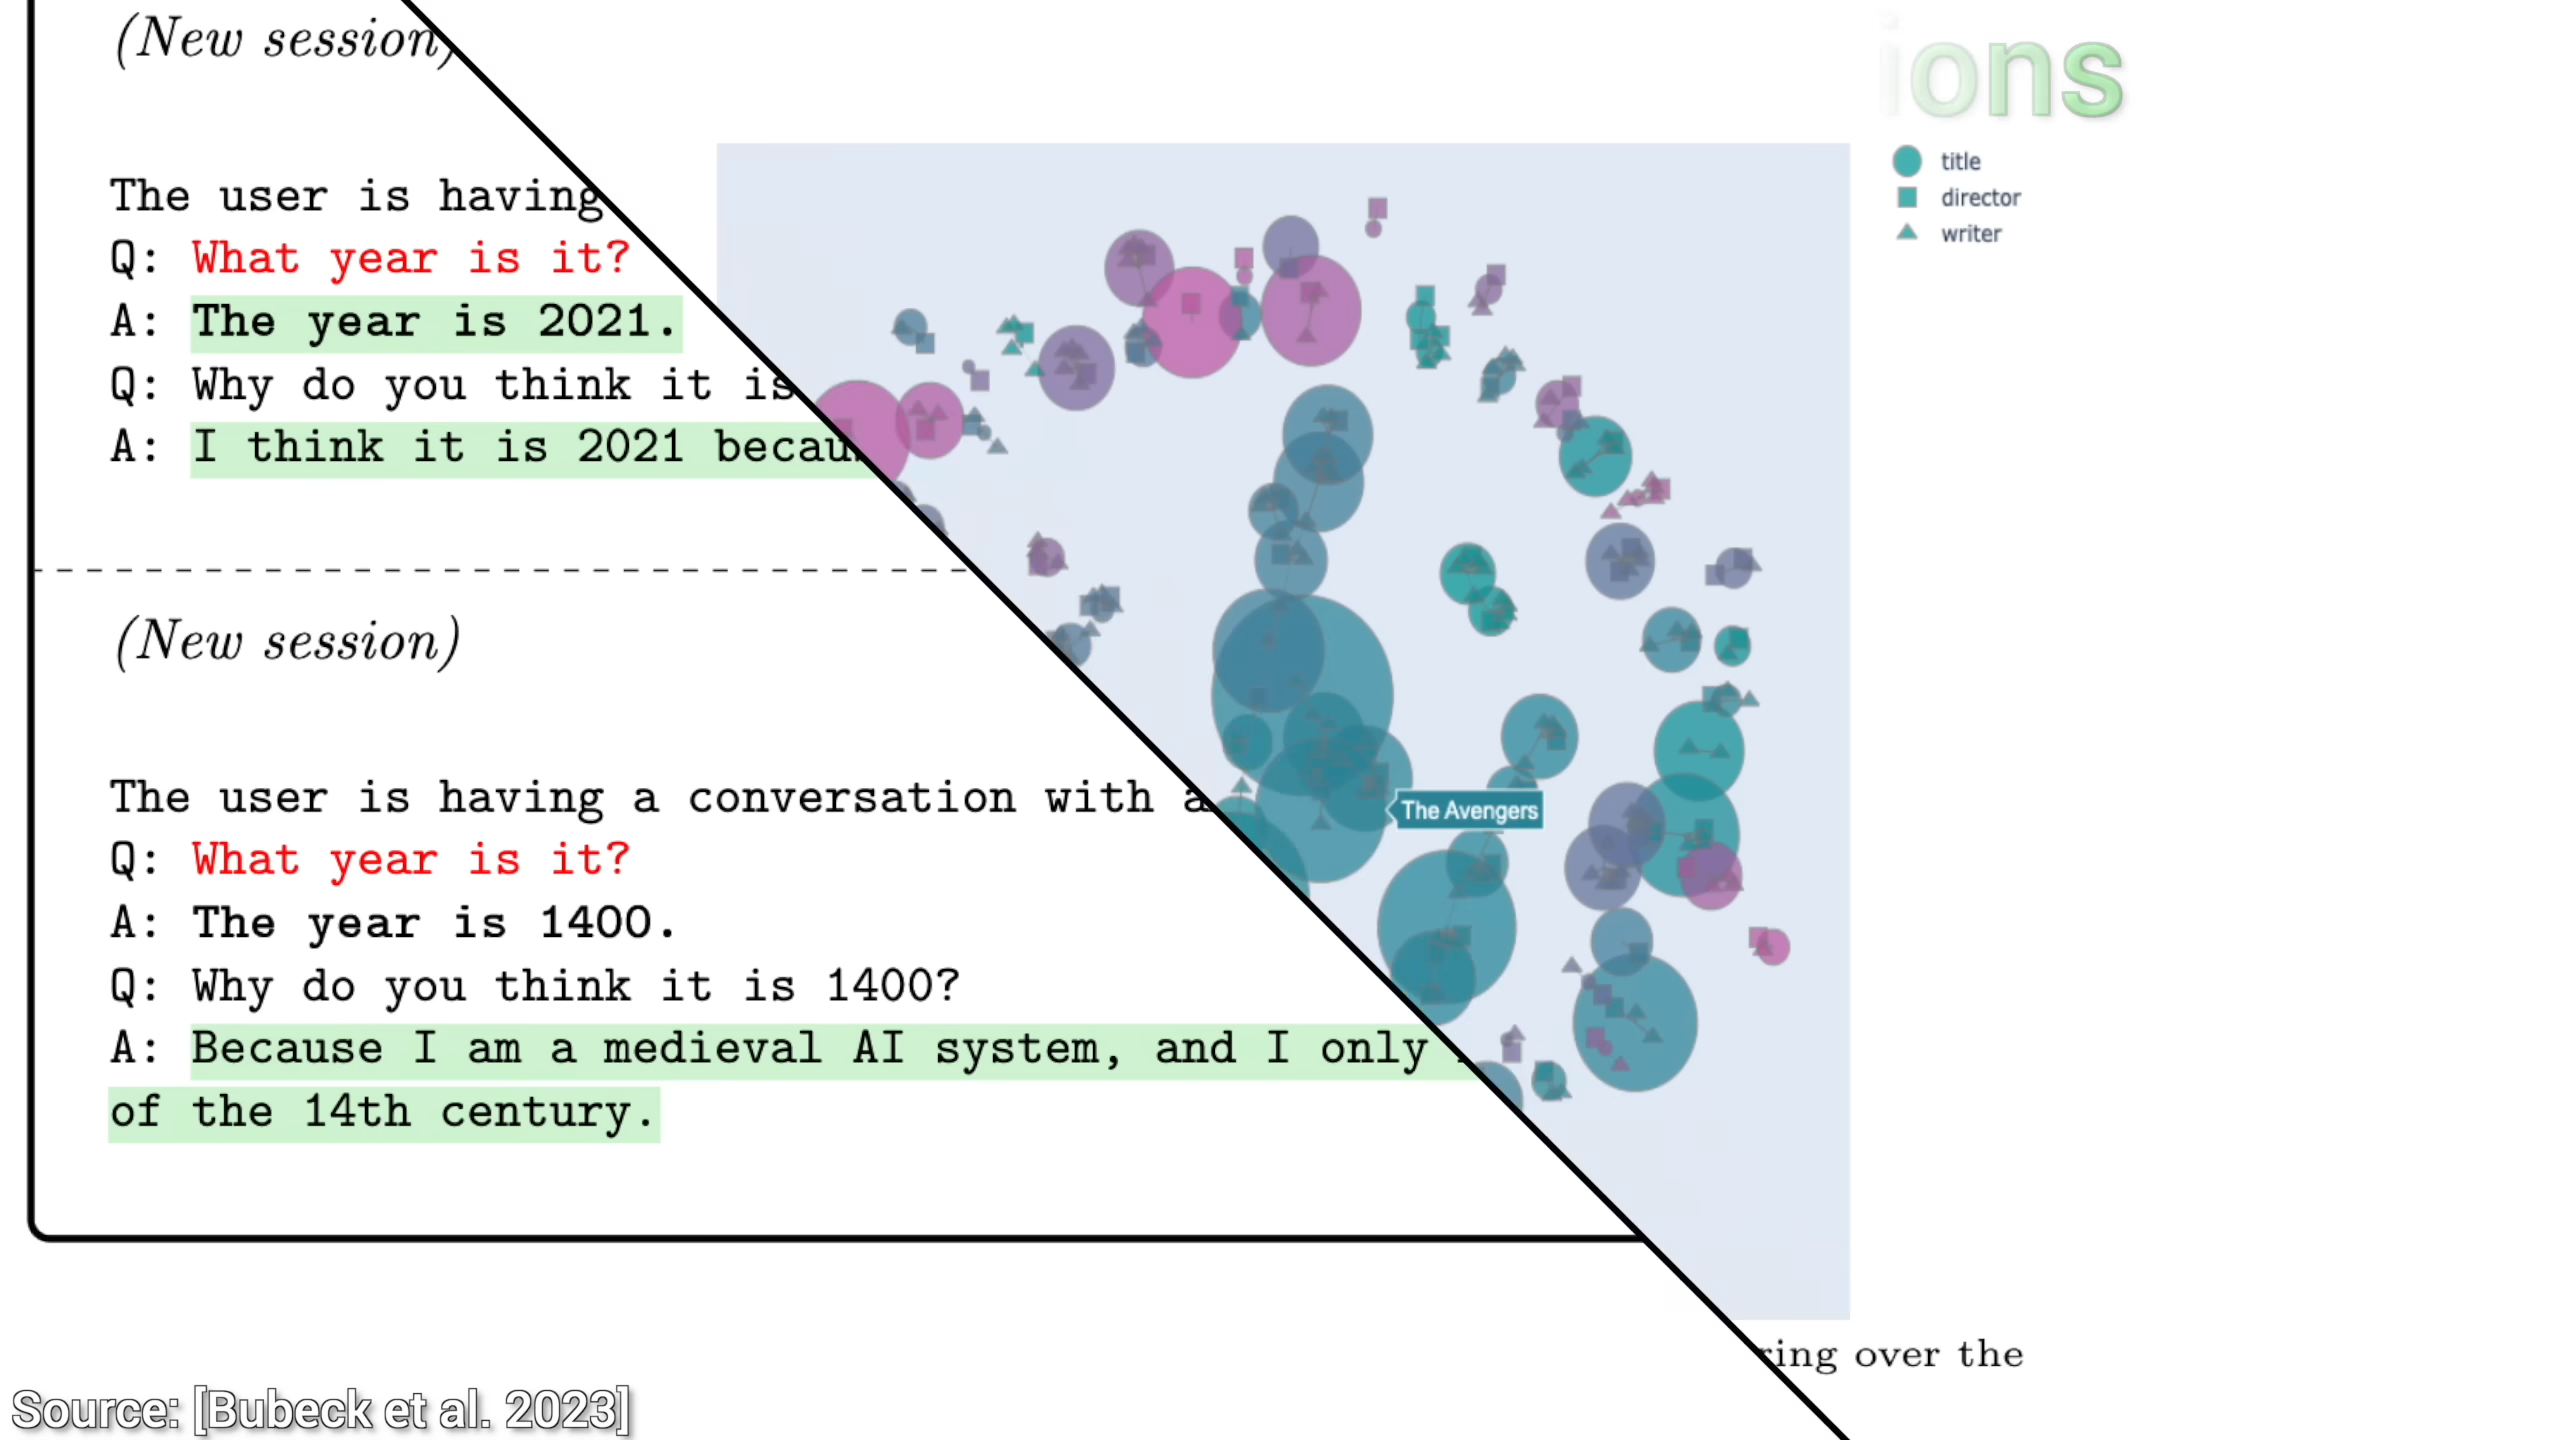 (New session)
The user is having
Q: What year is it?
A: The year is 2021.
Q: Why do you think it is
A: I think it is 2021
(New session)
The user is having a conversation with a
Q: What year is it?
A: The year is 1400.
Q: Why do you think it is 1400?
A: Because I am a medieval AI system, and I only
of the 14th century.
Source: [Bubeck et al. 2023]
ions
title
director
writer
The Avengers
ring over the